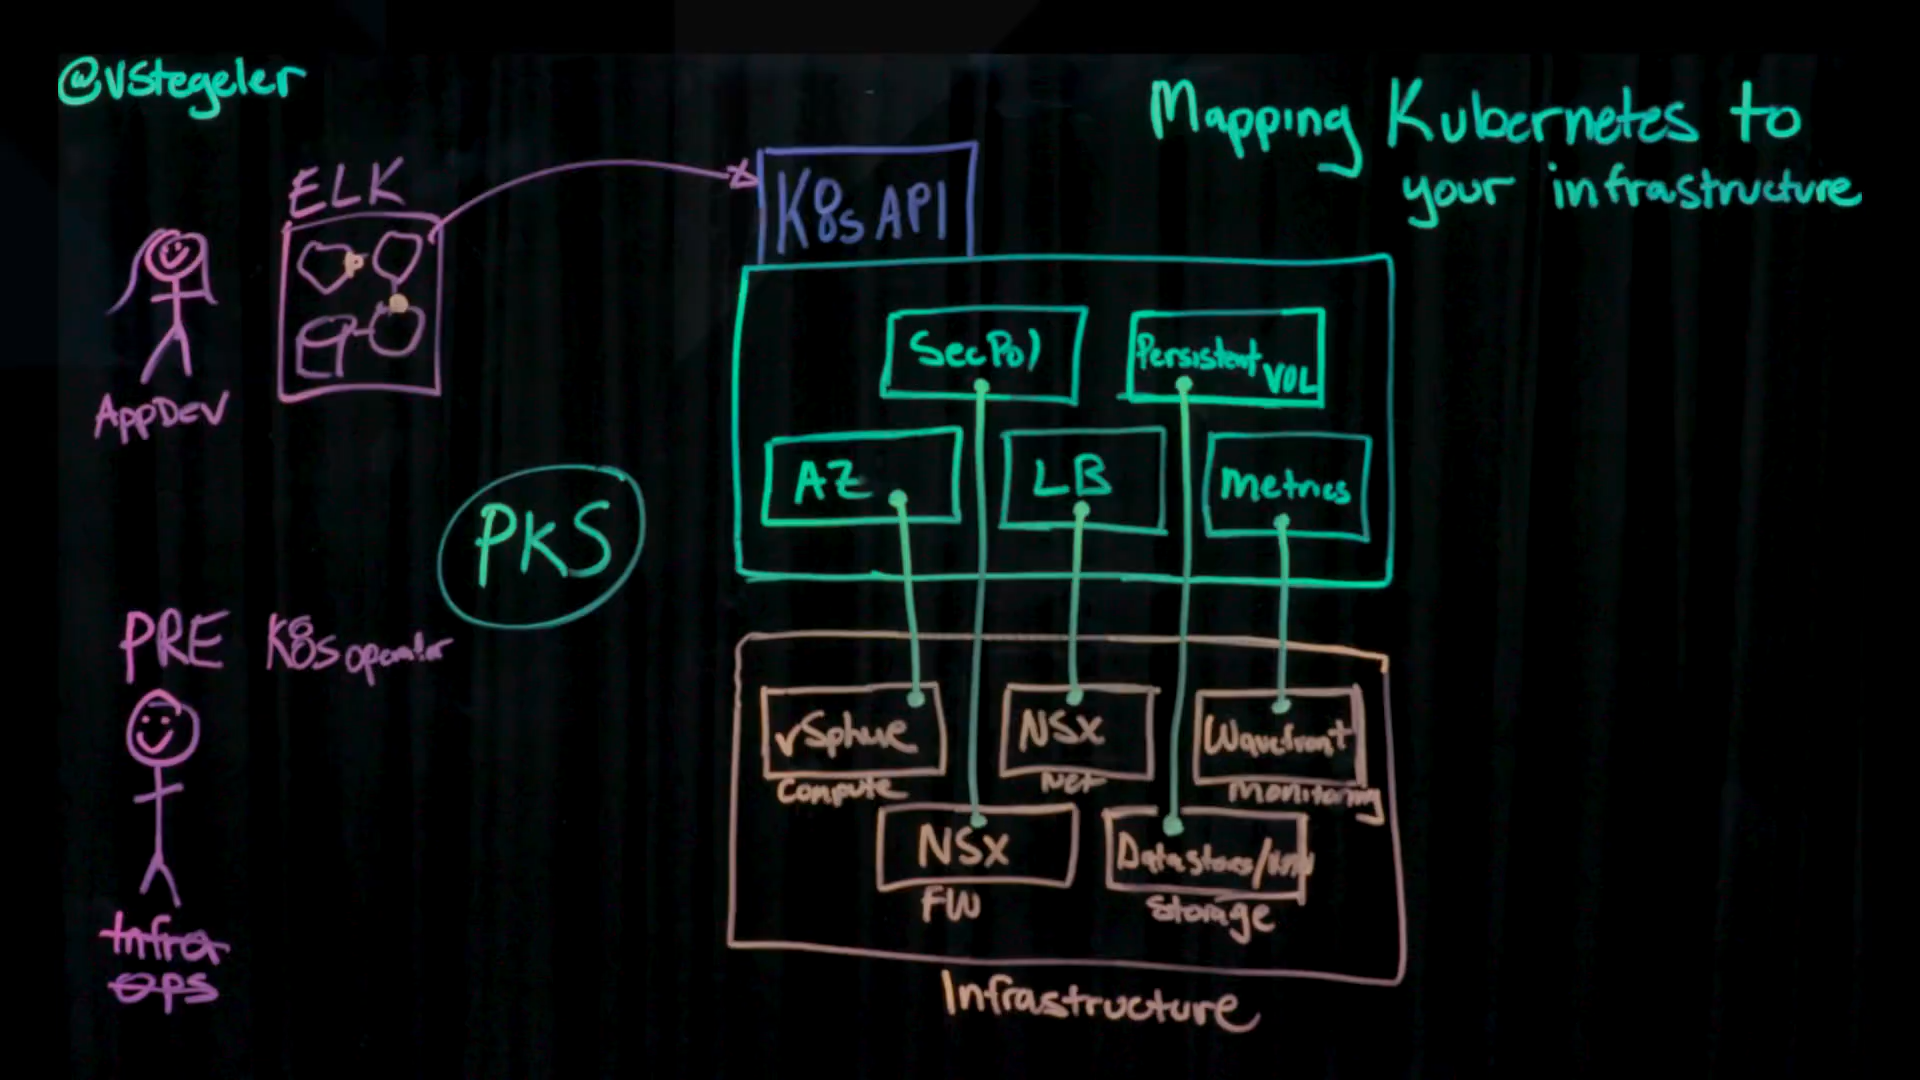 @vstegeler
Mapping Kubernetes to
your infrastructure
ELK
K8s API
AppDev
SecPol
Persistent VOL
AZ
LB
Metrics
PKS
PRE K8s operator
vSphere
Compute
NSX
Net
Wavefront
Monitoring
NSX
FW
Datastores/
Storage
Infra
ops
Infrastructure